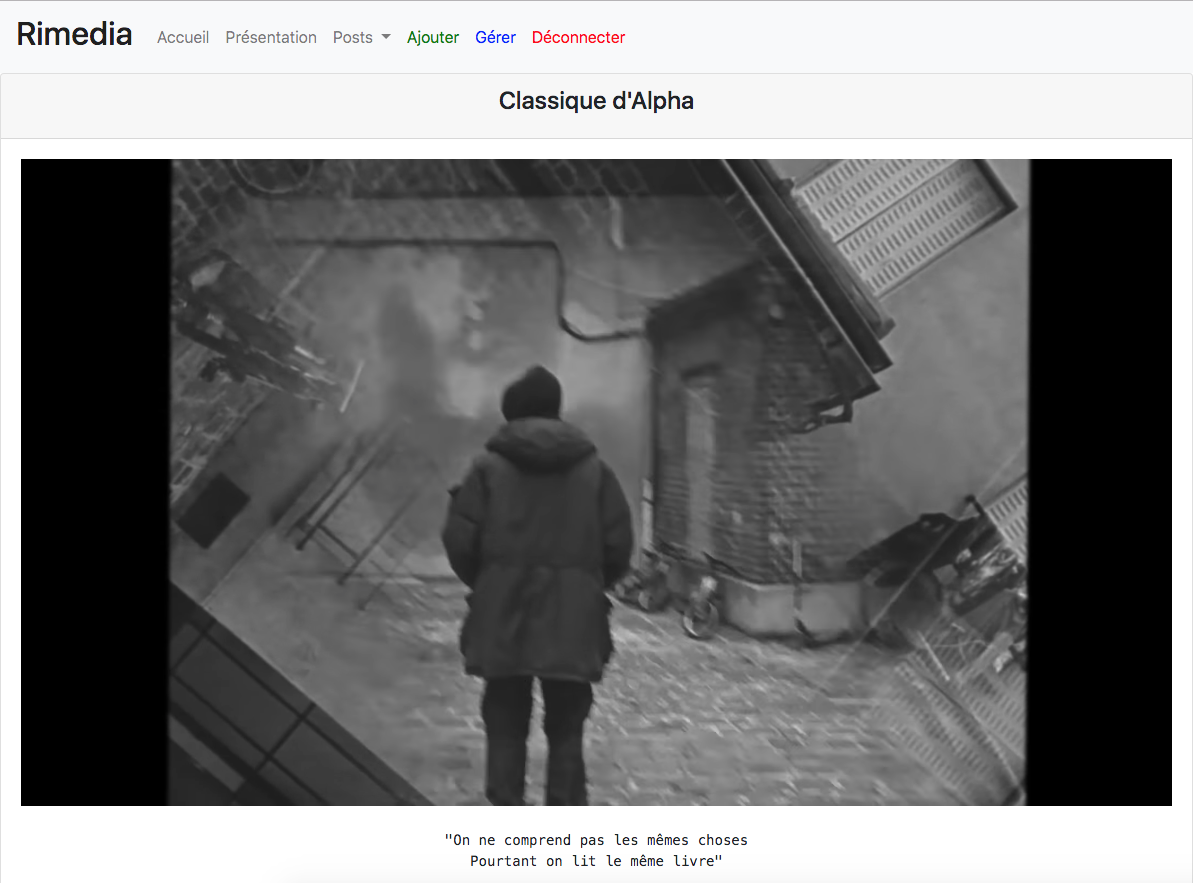 Rimedia Accueil Présentation Posts Ajouter Gérer Déconnecter
Classique d'Alpha
"On ne comprend pas les mêmes choses
Pourtant on lit le même livre"